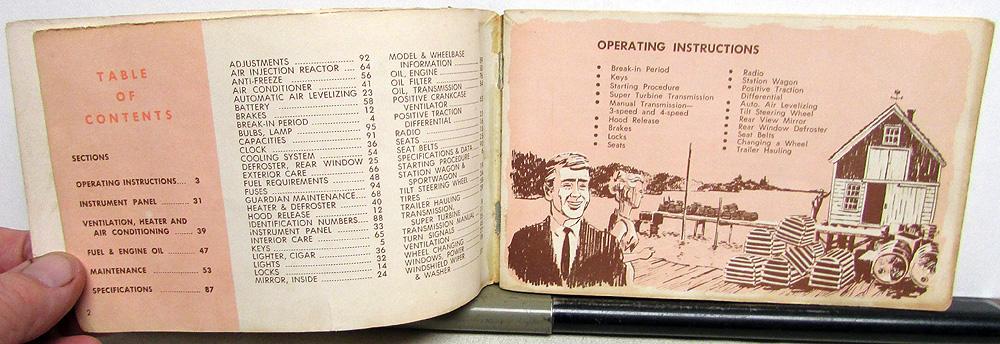 TABLE
OF
CONTENTS
SECTIONS
OPERATING INSTRUCTIONS.... 3
INSTRUMENT PANEL ........ 31
VENTILATION, HEATER AND
AIR CONDITIONING ........ 39
FUEL & ENGINE OIL ........ 47
MAINTENANCE ........ 53
SPECIFICATIONS ........ 87
2
ADJUSTMENTS ........ 92
AIR INJECTION REACTOR .... 64
ANTI-FREEZE ........ 56
AIR CONDITIONER ........ 41
AUTOMATIC AIR LEVELIZING 23
BATTERY ........ 58
BRAKES ........ 12
BREAK-IN PERIOD ........ 4
BULBS, LAMP ........ 95
CAPACITIES ........ 91
CLOCK ........ 36
COOLING SYSTEM ........ 54
DEFROSTER, REAR WINDOW 25
EXTERIOR CARE ........ 66
FUEL REQUIREMENTS ........ 48
FUSES ........ 94
GUARDIAN MAINTENANCE.... 68
HEATER & DEFROSTER ........ 40
HOOD RELEASE ........ 12
IDENTIFICATION NUMBERS.... 88
INSTRUMENT PANEL ........ 33
INTERIOR CARE ........ 65
KEYS ........ 5
LIGHTER, CIGAR ........ 36
LIGHTS ........ 32
LOCKS ........ 14
MIRROR, INSIDE ........ 24
MODEL & WHEELBASE
INFORMATION
OIL, ENGINE
OIL FILTER
OIL, TRANSMISSION
POSITIVE CRANKCASE
VENTILATOR
POSITIVE TRACTION
DIFFERENTIAL
RADIO
SEATS
SEAT BELTS
SPECIFICATIONS & DATA
STARTING PROCEDURE
STATION WAGON &
SPORTWAGON
TILT STEERING WHEEL
TIRES
TRAILER HAULING
TRANSMISSION,
SUPER TURBINE
TRANSMISSION MANUAL
TURN SIGNALS
VENTILATION
WHEEL CHANGING
WINDOWS, POWER
WINDSHIELD WIPER
& WASHER
OPERATING INSTRUCTIONS
• Break-in Period
• Keys
• Starting Procedure
• Super Turbine Transmission
• Manual Transmission—
3-speed and 4-speed
• Hood Release
• Brakes
• Locks
• Seats
• Radio
• Station Wagon
• Positive Traction
Differential
• Auto. Air Levelizing
• Tilt Steering Wheel
• Rear View Mirror
• Rear Window Defroster
• Seat Belts
• Changing a Wheel
• Trailer Hauling